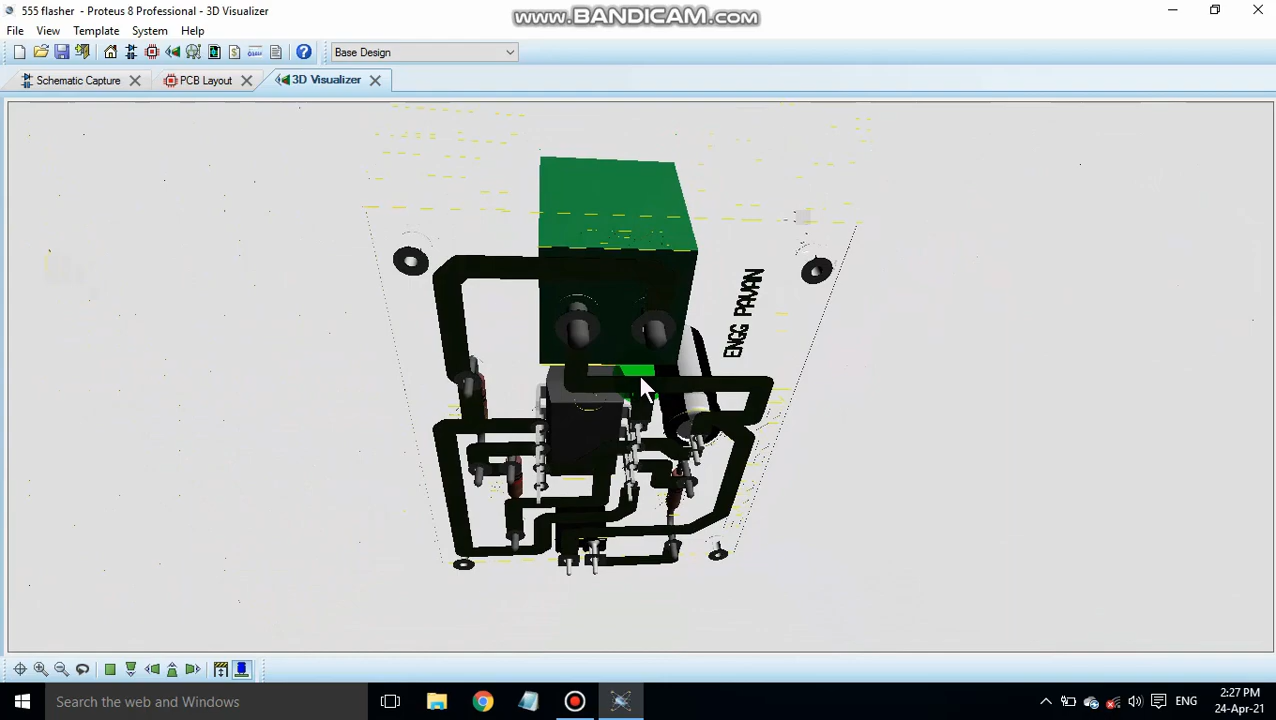 555 flasher - Proteus 8 Professional - 3D Visualizer
www.BANDICAM.com
File View Template System Help
Base Design
Schematic Capture
PCB Layout
3D Visualizer
ENGG PAVAN
Search the web and Windows
ENG
2:27 PM
24-Apr-21